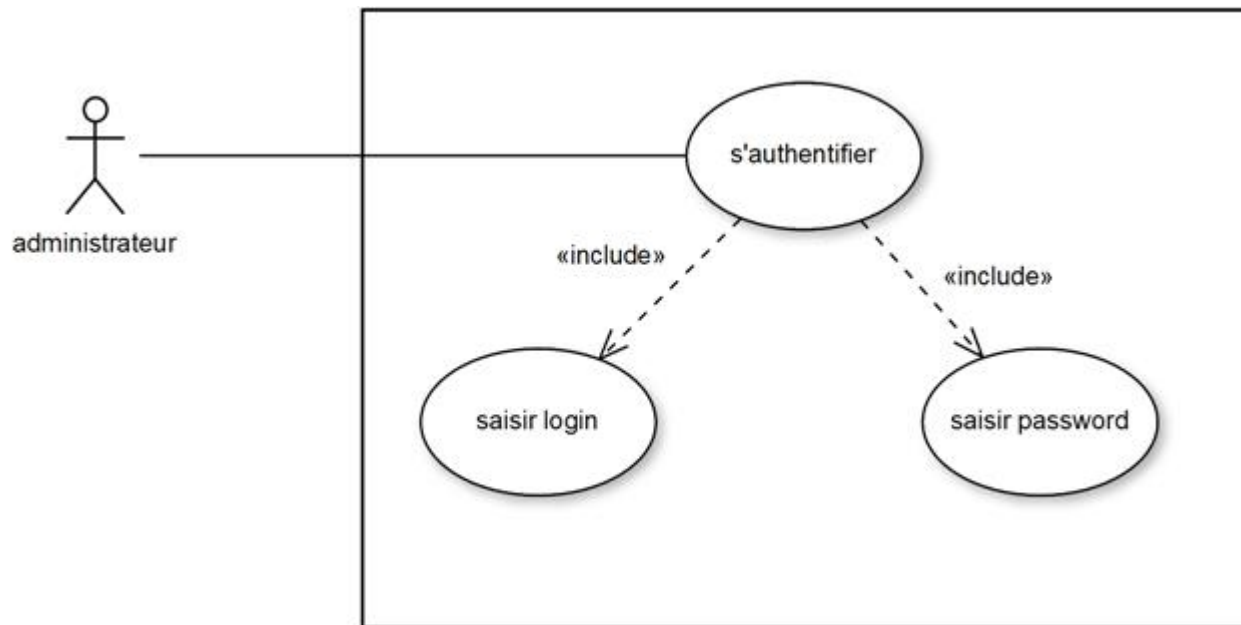 s'authentifier
administrateur
«include»
«include»
saisir login
saisir password